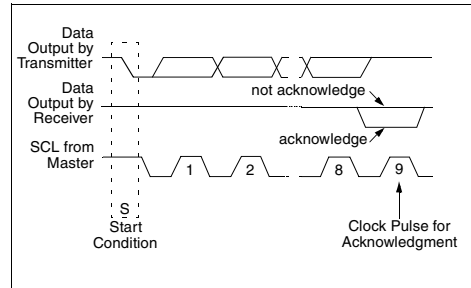 Data
Output by
Transmitter
not acknowledge
Data
Output by
Receiver
acknowledge
SCL from
Master
1
2
8
9
S
Start
Condition
Clock Pulse for
Acknowledgment